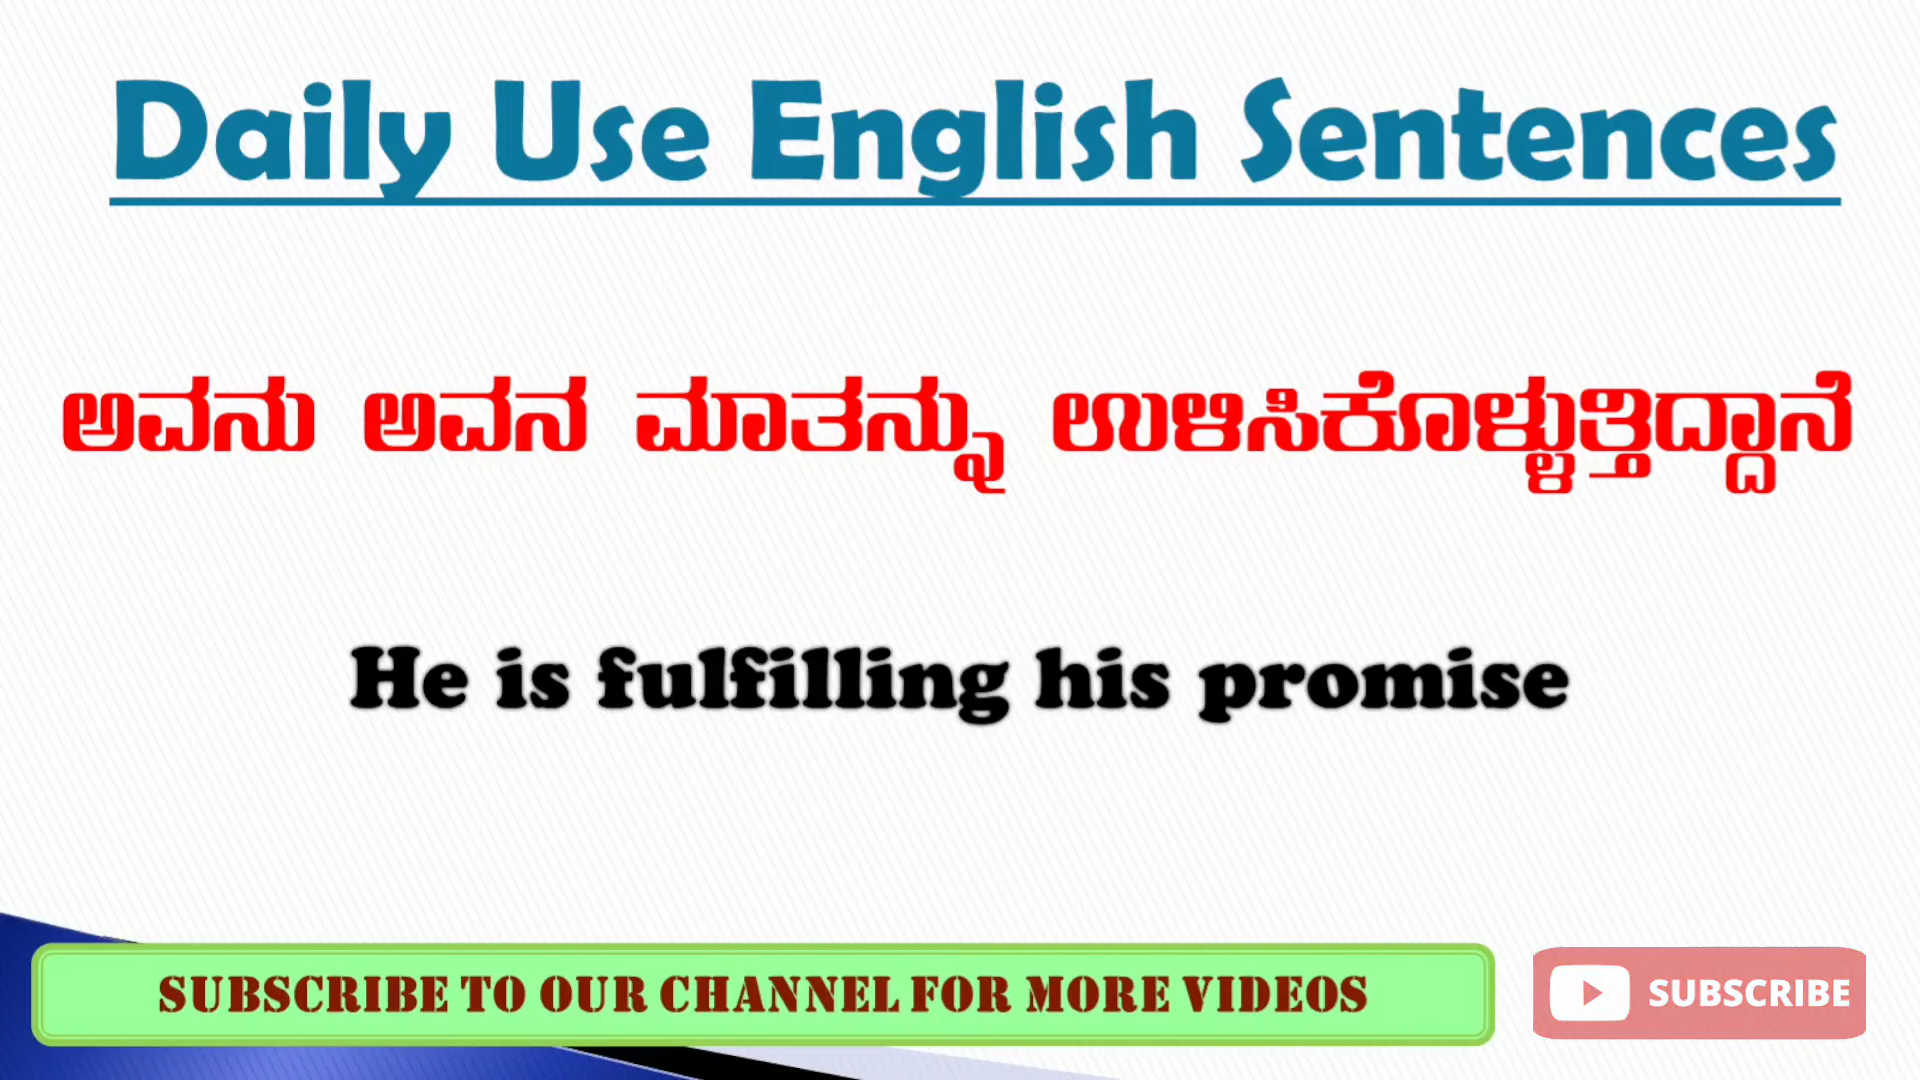 Daily Use English Sentences
ಅವನು ಅವನ ಮಾತನ್ನು ಉಳಿಸಿಕೊಳ್ಟುತ್ತಿದ್ದಾನೆ
He is fulfilling his promise
SUBSCRIBE TO OUR CHANNEL FOR MORE VIDEOS
SUBSCRIBE